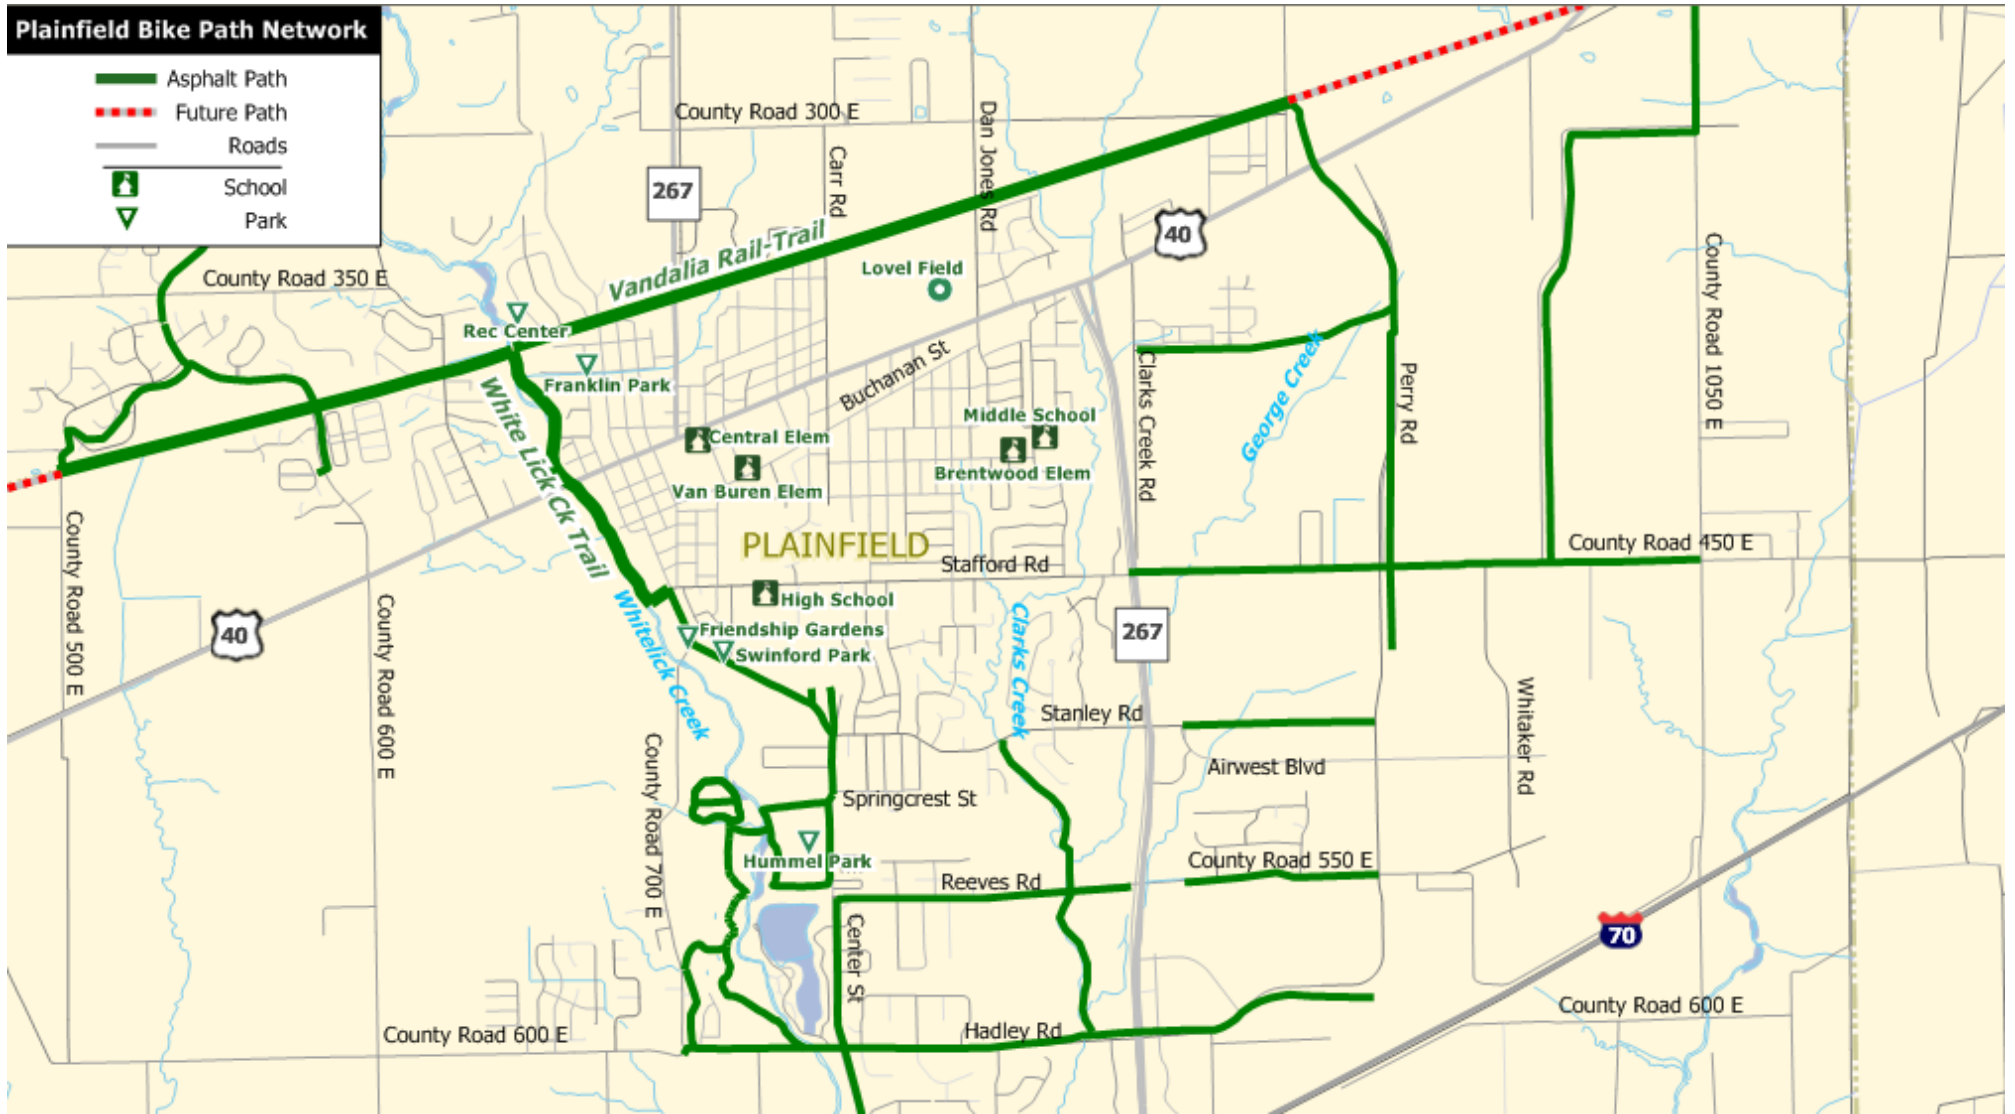 Plainfield Bike Path Network
Asphalt Path
Future Path
Roads
School
Park
County Road 300 E
Dan Jones Rd
Carr Rd
267
40
Vandalia Rail-Trail
Lovel Field
County Road 350 E
County Road 1050 E
Rec Center
Franklin Park
Buchanan St
Clarks Creek Rd
George Creek
Perry Rd
White Lick Ck Trail
Middle School
Central Elem
Brentwood Elem
Van Buren Elem
County Road 500 E
PLAINFIELD
County Road 450 E
Stafford Rd
High School
Whitelick Creek
Clarks Creek
County Road 600 E
40
Friendship Gardens
267
Swinford Park
Whitaker Rd
Stanley Rd
County Road 700 E
Airwest Blvd
Springcrest St
Hummel Park
County Road 550 E
Reeves Rd
Center St
70
County Road 600 E
Hadley Rd
County Road 600 E